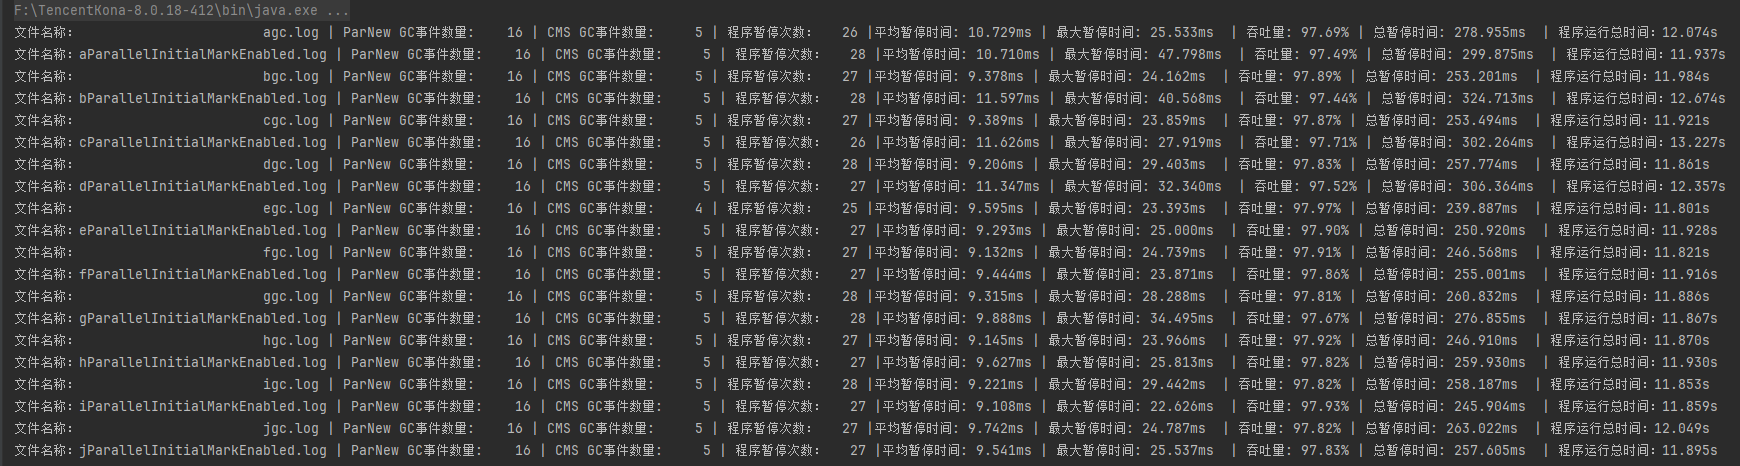 F:\TencentKona-8.0.18-412\bin\java.exe ...
文件名称: agc.log | ParNew GC事件数量: 16 | CMS GC事件数量: 5 | 程序暂停次数: 26 |平均暂停时间: 10.729ms | 最大暂停时间: 25.533ms | 吞吐量: 97.69% | 总暂停时间: 278.955ms | 程序运行总时间: 12.074s
文件名称: aParallelInitialMarkEnabled.log | ParNew GC事件数量: 16 | CMS GC事件数量: 5 | 程序暂停次数: 28 |平均暂停时间: 10.710ms | 最大暂停时间: 47.798ms | 吞吐量: 97.49% | 总暂停时间: 299.875ms | 程序运行总时间: 11.937s
文件名称: bgc.log | ParNew GC事件数量: 16 | CMS GC事件数量: 5 | 程序暂停次数: 27 |平均暂停时间: 9.378ms | 最大暂停时间: 24.162ms | 吞吐量: 97.89% | 总暂停时间: 253.201ms | 程序运行总时间: 11.984s
文件名称: bParallelInitialMarkEnabled.log | ParNew GC事件数量: 16 | CMS GC事件数量: 5 | 程序暂停次数: 28 |平均暂停时间: 11.597ms | 最大暂停时间: 40.568ms | 吞吐量: 97.44% | 总暂停时间: 324.713ms | 程序运行总时间: 12.674s
文件名称: cgc.log | ParNew GC事件数量: 16 | CMS GC事件数量: 5 | 程序暂停次数: 27 |平均暂停时间: 9.389ms | 最大暂停时间: 23.859ms | 吞吐量: 97.87% | 总暂停时间: 253.494ms | 程序运行总时间: 11.921s
文件名称: cParallelInitialMarkEnabled.log | ParNew GC事件数量: 16 | CMS GC事件数量: 5 | 程序暂停次数: 26 |平均暂停时间: 11.626ms | 最大暂停时间: 27.919ms | 吞吐量: 97.71% | 总暂停时间: 302.264ms | 程序运行总时间: 13.227s
文件名称: dgc.log | ParNew GC事件数量: 16 | CMS GC事件数量: 5 | 程序暂停次数: 28 |平均暂停时间: 9.206ms | 最大暂停时间: 29.403ms | 吞吐量: 97.83% | 总暂停时间: 257.774ms | 程序运行总时间: 11.861s
文件名称: dParallelInitialMarkEnabled.log | ParNew GC事件数量: 16 | CMS GC事件数量: 5 | 程序暂停次数: 27 |平均暂停时间: 11.347ms | 最大暂停时间: 32.340ms | 吞吐量: 97.52% | 总暂停时间: 306.364ms | 程序运行总时间: 12.357s
文件名称: egc.log | ParNew GC事件数量: 16 | CMS GC事件数量: 4 | 程序暂停次数: 25 |平均暂停时间: 9.595ms | 最大暂停时间: 23.393ms | 吞吐量: 97.97% | 总暂停时间: 239.887ms | 程序运行总时间: 11.801s
文件名称: eParallelInitialMarkEnabled.log | ParNew GC事件数量: 16 | CMS GC事件数量: 5 | 程序暂停次数: 27 |平均暂停时间: 9.293ms | 最大暂停时间: 25.000ms | 吞吐量: 97.90% | 总暂停时间: 250.920ms | 程序运行总时间: 11.928s
文件名称: fgc.log | ParNew GC事件数量: 16 | CMS GC事件数量: 5 | 程序暂停次数: 27 |平均暂停时间: 9.132ms | 最大暂停时间: 24.739ms | 吞吐量: 97.91% | 总暂停时间: 246.568ms | 程序运行总时间: 11.821s
文件名称: fParallelInitialMarkEnabled.log | ParNew GC事件数量: 16 | CMS GC事件数量: 5 | 程序暂停次数: 27 |平均暂停时间: 9.444ms | 最大暂停时间: 23.871ms | 吞吐量: 97.86% | 总暂停时间: 255.001ms | 程序运行总时间: 11.916s
文件名称: ggc.log | ParNew GC事件数量: 16 | CMS GC事件数量: 5 | 程序暂停次数: 28 |平均暂停时间: 9.315ms | 最大暂停时间: 28.288ms | 吞吐量: 97.81% | 总暂停时间: 260.832ms | 程序运行总时间: 11.886s
文件名称: gParallelInitialMarkEnabled.log | ParNew GC事件数量: 16 | CMS GC事件数量: 5 | 程序暂停次数: 28 |平均暂停时间: 9.888ms | 最大暂停时间: 34.495ms | 吞吐量: 97.67% | 总暂停时间: 276.855ms | 程序运行总时间: 11.867s
文件名称: hgc.log | ParNew GC事件数量: 16 | CMS GC事件数量: 5 | 程序暂停次数: 27 |平均暂停时间: 9.145ms | 最大暂停时间: 23.966ms | 吞吐量: 97.92% | 总暂停时间: 246.910ms | 程序运行总时间: 11.870s
文件名称: hParallelInitialMarkEnabled.log | ParNew GC事件数量: 16 | CMS GC事件数量: 5 | 程序暂停次数: 27 |平均暂停时间: 9.627ms | 最大暂停时间: 25.813ms | 吞吐量: 97.82% | 总暂停时间: 259.930ms | 程序运行总时间: 11.930s
文件名称: igc.log | ParNew GC事件数量: 16 | CMS GC事件数量: 5 | 程序暂停次数: 28 |平均暂停时间: 9.221ms | 最大暂停时间: 29.442ms | 吞吐量: 97.82% | 总暂停时间: 258.187ms | 程序运行总时间: 11.853s
文件名称: iParallelInitialMarkEnabled.log | ParNew GC事件数量: 16 | CMS GC事件数量: 5 | 程序暂停次数: 27 |平均暂停时间: 9.108ms | 最大暂停时间: 22.626ms | 吞吐量: 97.93% | 总暂停时间: 245.904ms | 程序运行总时间: 11.859s
文件名称: jgc.log | ParNew GC事件数量: 16 | CMS GC事件数量: 5 | 程序暂停次数: 27 |平均暂停时间: 9.742ms | 最大暂停时间: 24.787ms | 吞吐量: 97.82% | 总暂停时间: 263.022ms | 程序运行总时间: 12.049s
文件名称: jParallelInitialMarkEnabled.log | ParNew GC事件数量: 16 | CMS GC事件数量: 5 | 程序暂停次数: 27 |平均暂停时间: 9.541ms | 最大暂停时间: 25.537ms | 吞吐量: 97.83% | 总暂停时间: 257.605ms | 程序运行总时间: 11.895s